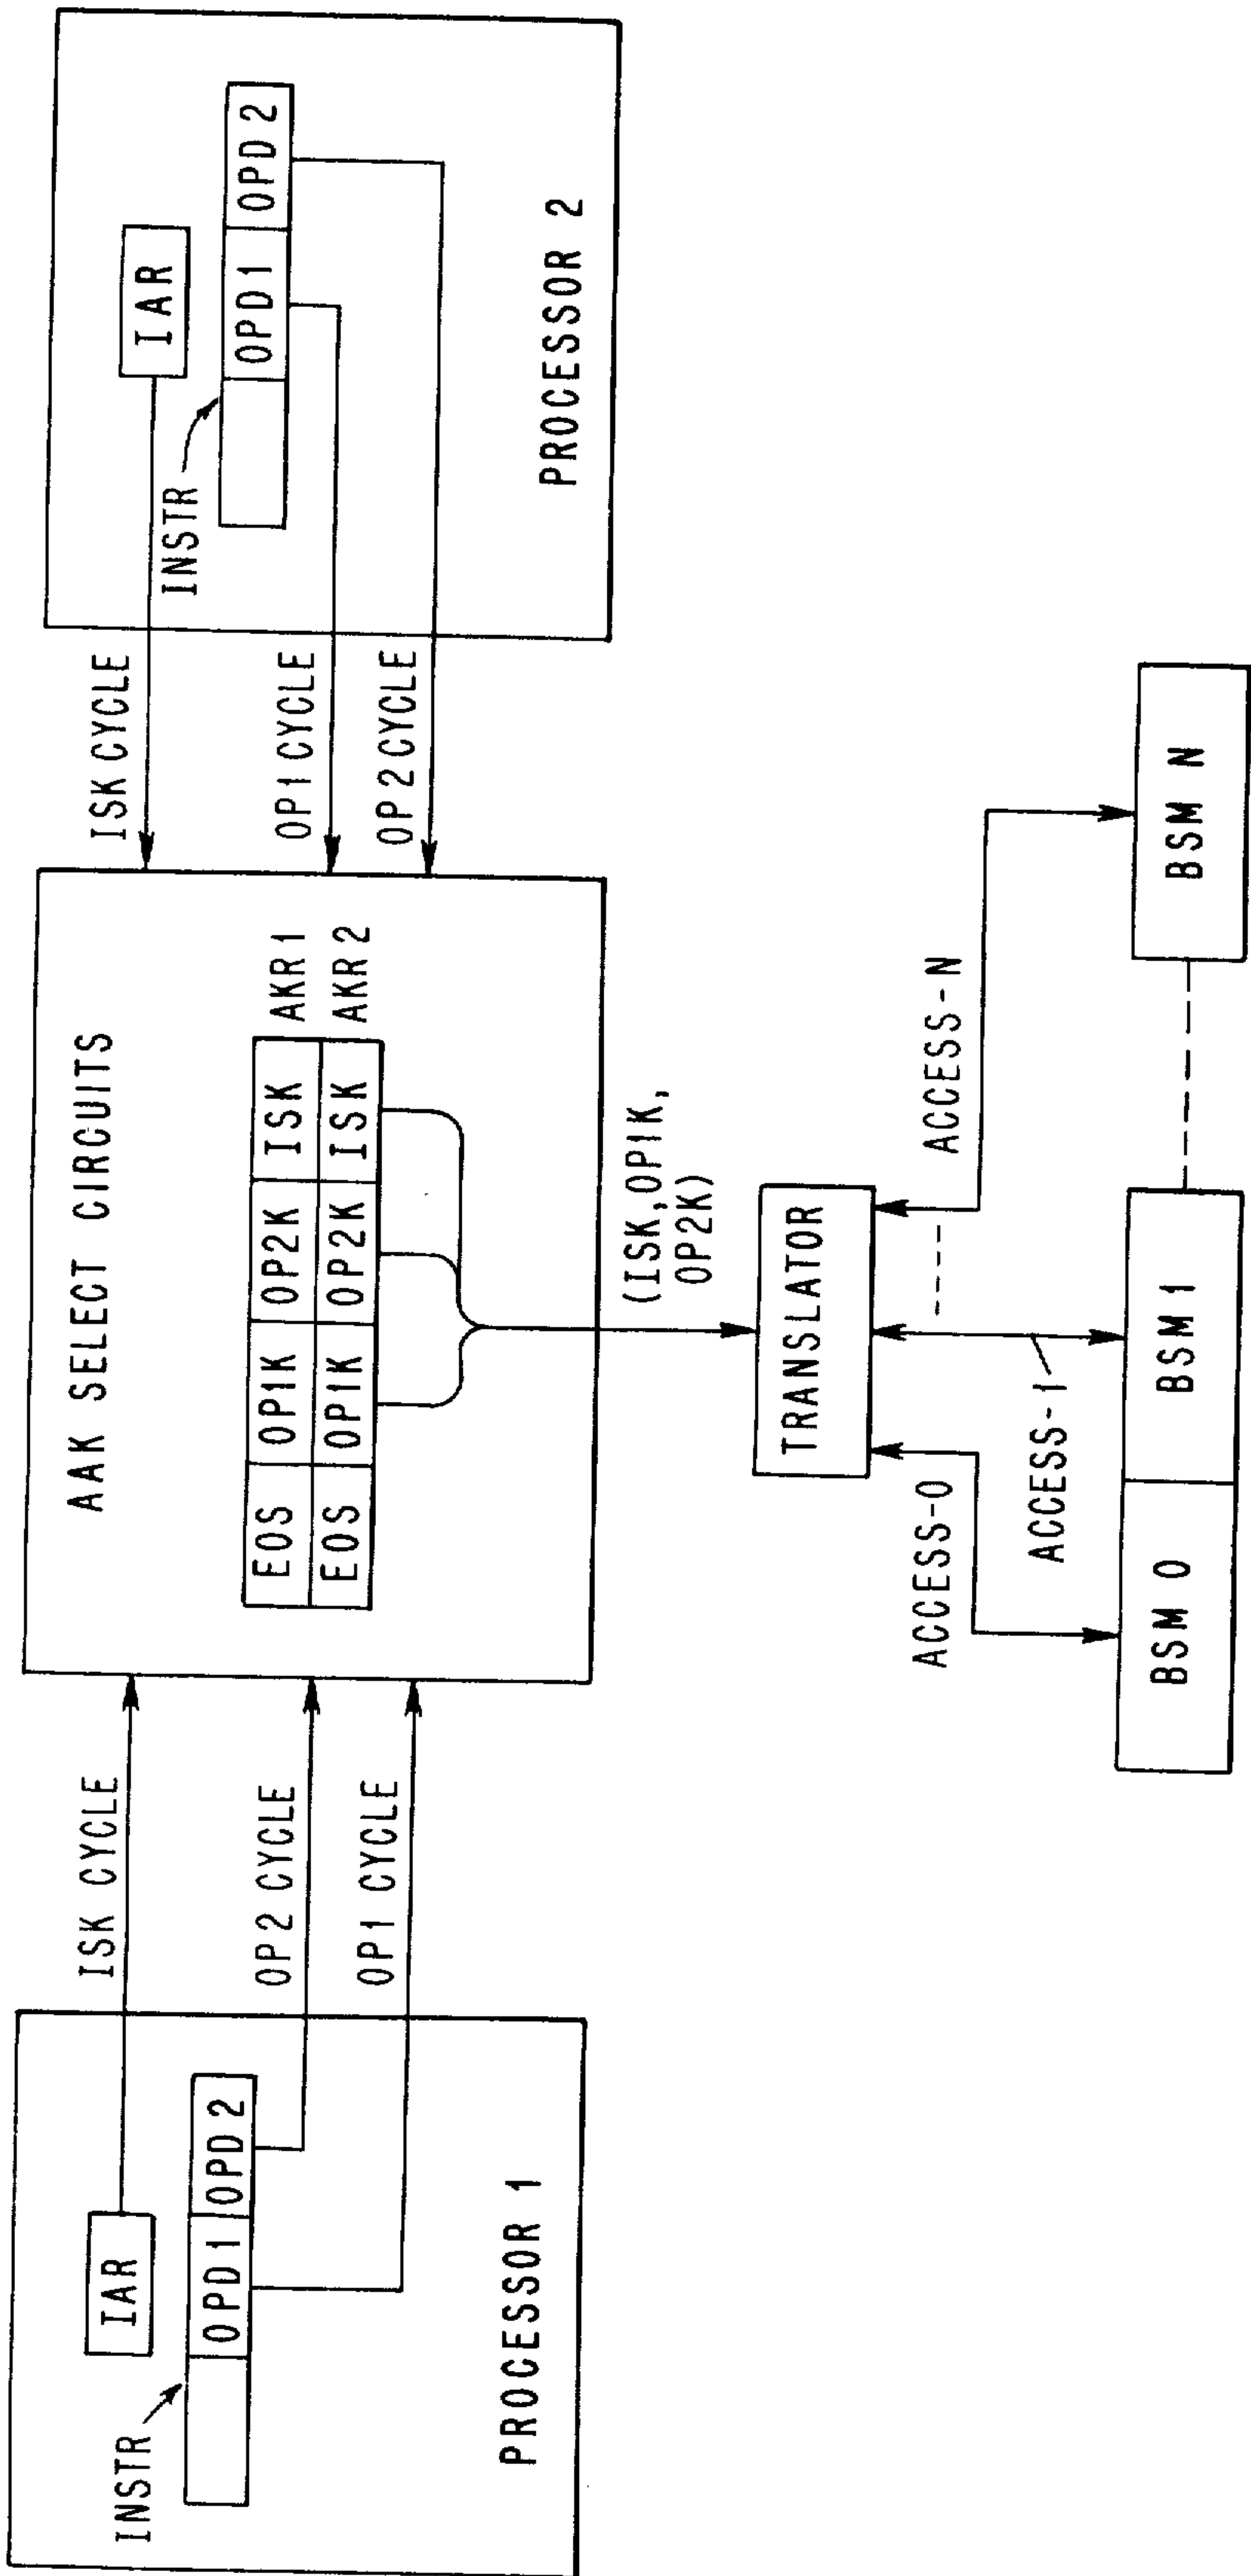 INSTR
IAR
OPD1 OPD2
PROCESSOR 1
ISK CYCLE
OP2 CYCLE
OP1 CYCLE
AAK SELECT CIRCUITS
EOS OP1K OP2K ISK AKR1
EOS OP1K OP2K ISK AKR2
ISK CYCLE
OP1 CYCLE
OP2 CYCLE
IAR
INSTR
OPD1 OPD2
PROCESSOR 2
(ISK,OP1K,
OP2K)
TRANSLATOR
ACCESS-0
ACCESS-1
ACCESS-N
BSM 0
BSM 1
BSM N